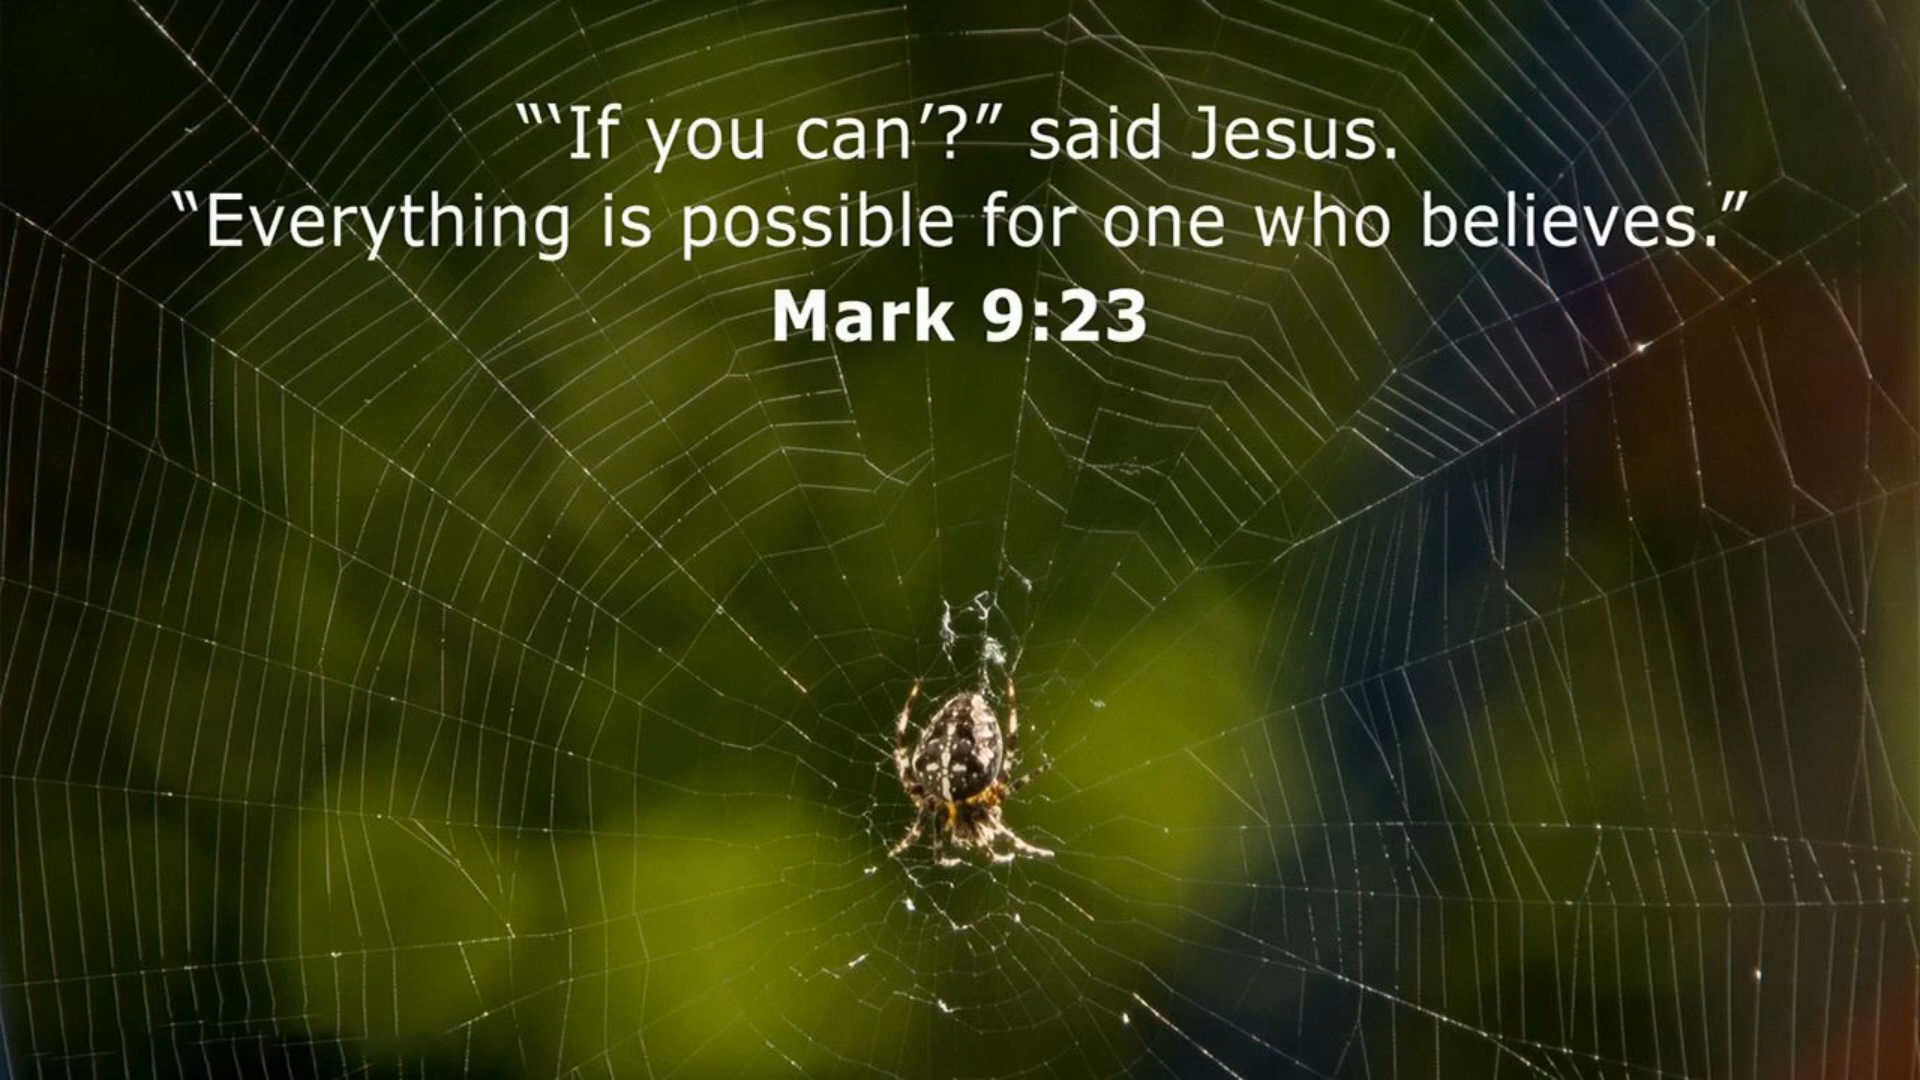 “‘If you can’?” said Jesus.
“Everything is possible for one who believes.”
Mark 9:23